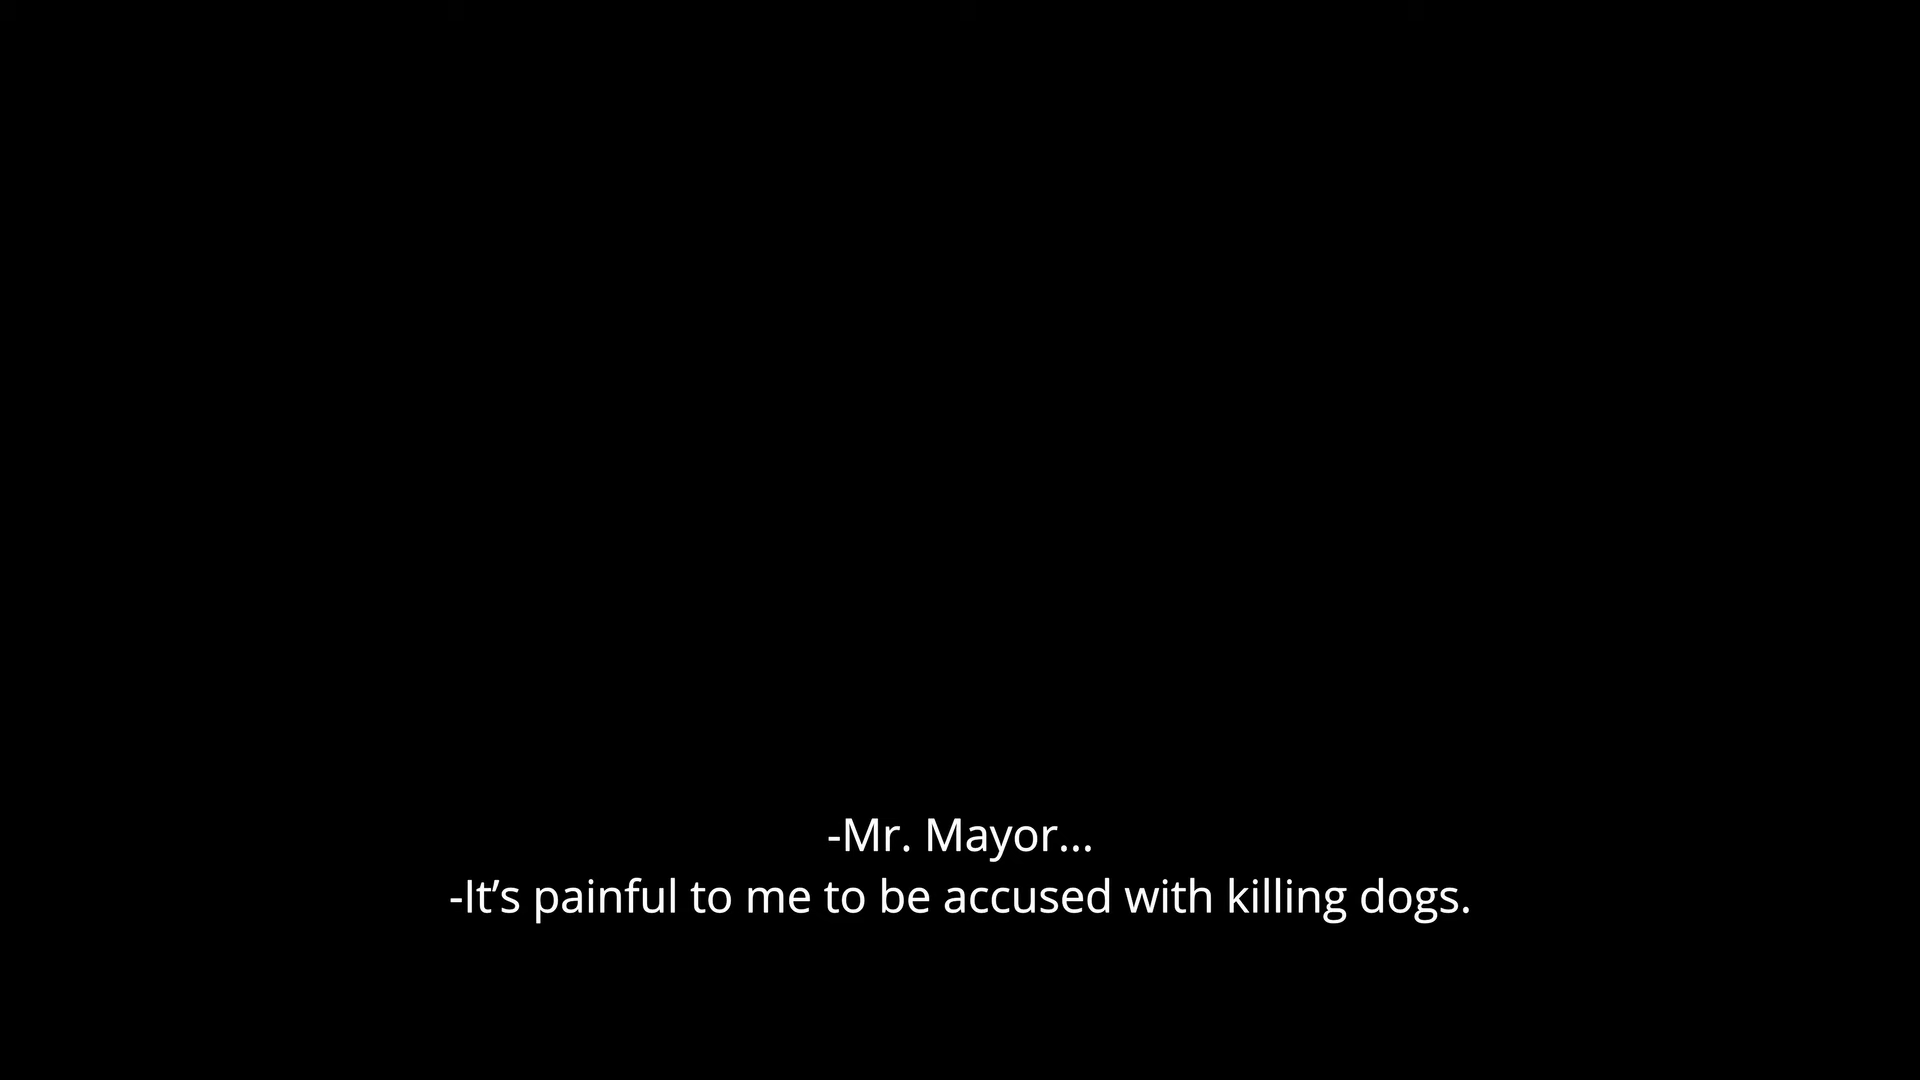 -Mr. Mayor...
-It’s painful to me to be accused with killing dogs.